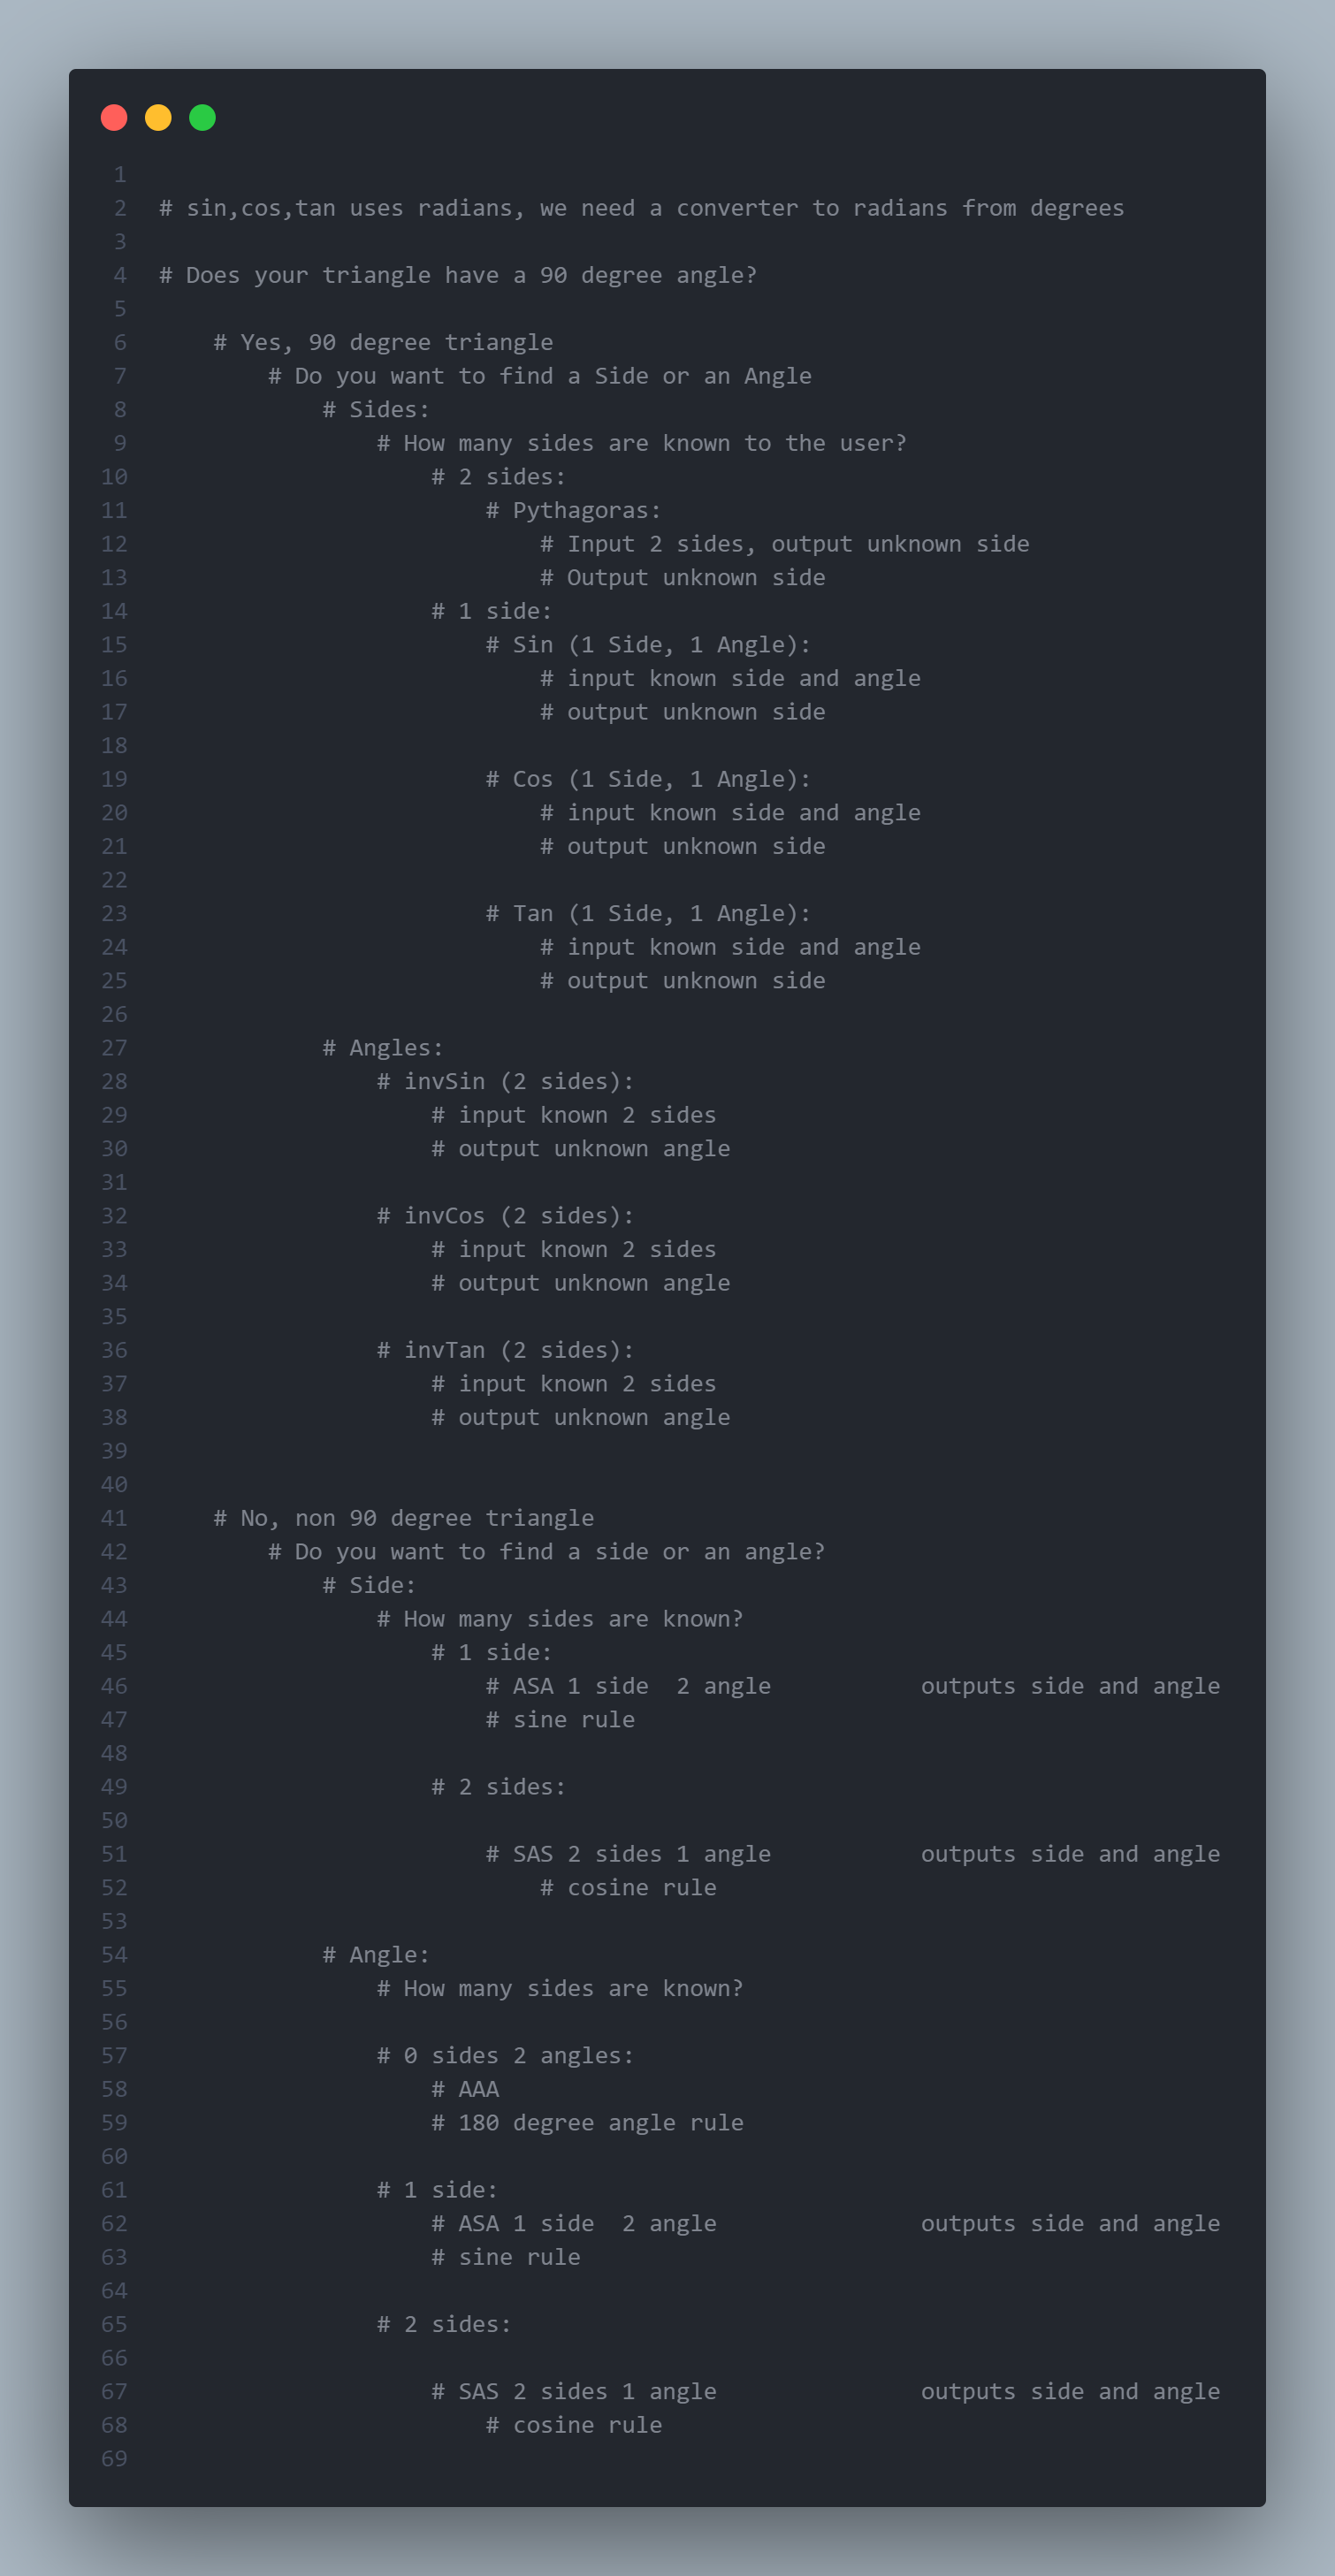 1
2 # sin,cos,tan uses radians, we need a converter to radians from degrees
3
4 # Does your triangle have a 90 degree angle?
5
6     # Yes, 90 degree triangle
7         # Do you want to find a Side or an Angle
8             # Sides:
9                 # How many sides are known to the user?
10                     # 2 sides:
11                         # Pythagoras:
12                             # Input 2 sides, output unknown side
13                             # Output unknown side
14                     # 1 side:
15                         # Sin (1 Side, 1 Angle):
16                             # input known side and angle
17                             # output unknown side
18
19                         # Cos (1 Side, 1 Angle):
20                             # input known side and angle
21                             # output unknown side
22
23                         # Tan (1 Side, 1 Angle):
24                             # input known side and angle
25                             # output unknown side
26
27             # Angles:
28                 # invSin (2 sides):
29                     # input known 2 sides
30                     # output unknown angle
31
32                 # invCos (2 sides):
33                     # input known 2 sides
34                     # output unknown angle
35
36                 # invTan (2 sides):
37                     # input known 2 sides
38                     # output unknown angle
39
40
41     # No, non 90 degree triangle
42         # Do you want to find a side or an angle?
43             # Side:
44                 # How many sides are known?
45                     # 1 side:
46                         # ASA 1 side  2 angle           outputs side and angle
47                         # sine rule
48
49                     # 2 sides:
50
51                         # SAS 2 sides 1 angle           outputs side and angle
52                             # cosine rule
53
54             # Angle:
55                 # How many sides are known?
56
57                 # 0 sides 2 angles:
58                     # AAA
59                     # 180 degree angle rule
60
61                 # 1 side:
62                     # ASA 1 side  2 angle               outputs side and angle
63                     # sine rule
64
65                 # 2 sides:
66
67                     # SAS 2 sides 1 angle               outputs side and angle
68                         # cosine rule
69